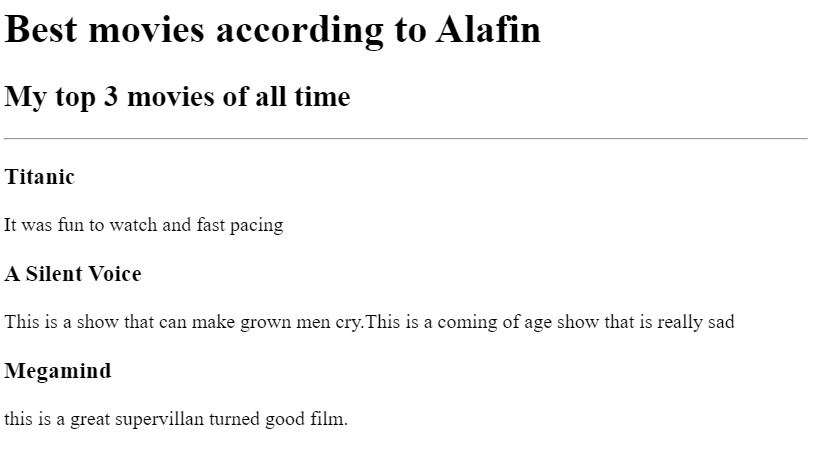 Best movies according to Alafin
My top 3 movies of all time
Titanic
It was fun to watch and fast pacing
A Silent Voice
This is a show that can make grown men cry.This is a coming of age show that is really sad
Megamind
this is a great supervillan turned good film.